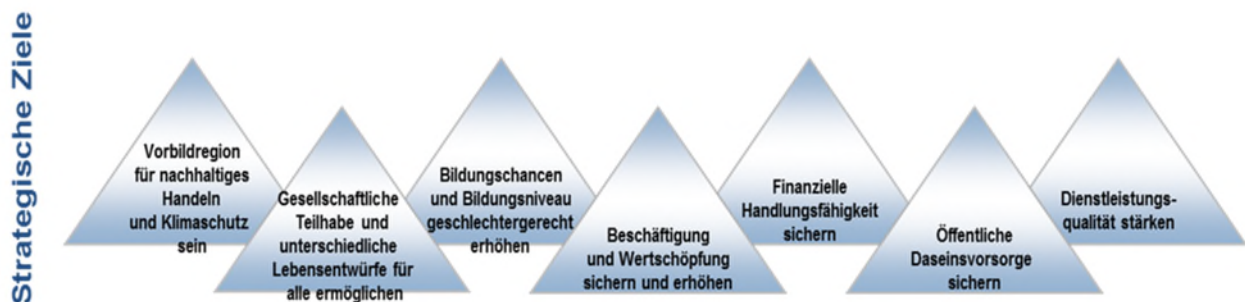 Strategische Ziele
Vorbildregion
für nachhaltiges
Handeln
und Klimaschutz
sein
Gesellschaftliche
Teilhabe und
unterschiedliche
Lebensentwürfe für
alle ermöglichen
Bildungschancen
und Bildungsniveau
geschlechtergerecht
erhöhen
Beschäftigung
und Wertschöpfung
sichern und erhöhen
Finanzielle
Handlungsfähigkeit
sichern
Öffentliche
Daseinsvorsorge
sichern
Dienstleistungs-
qualität stärken